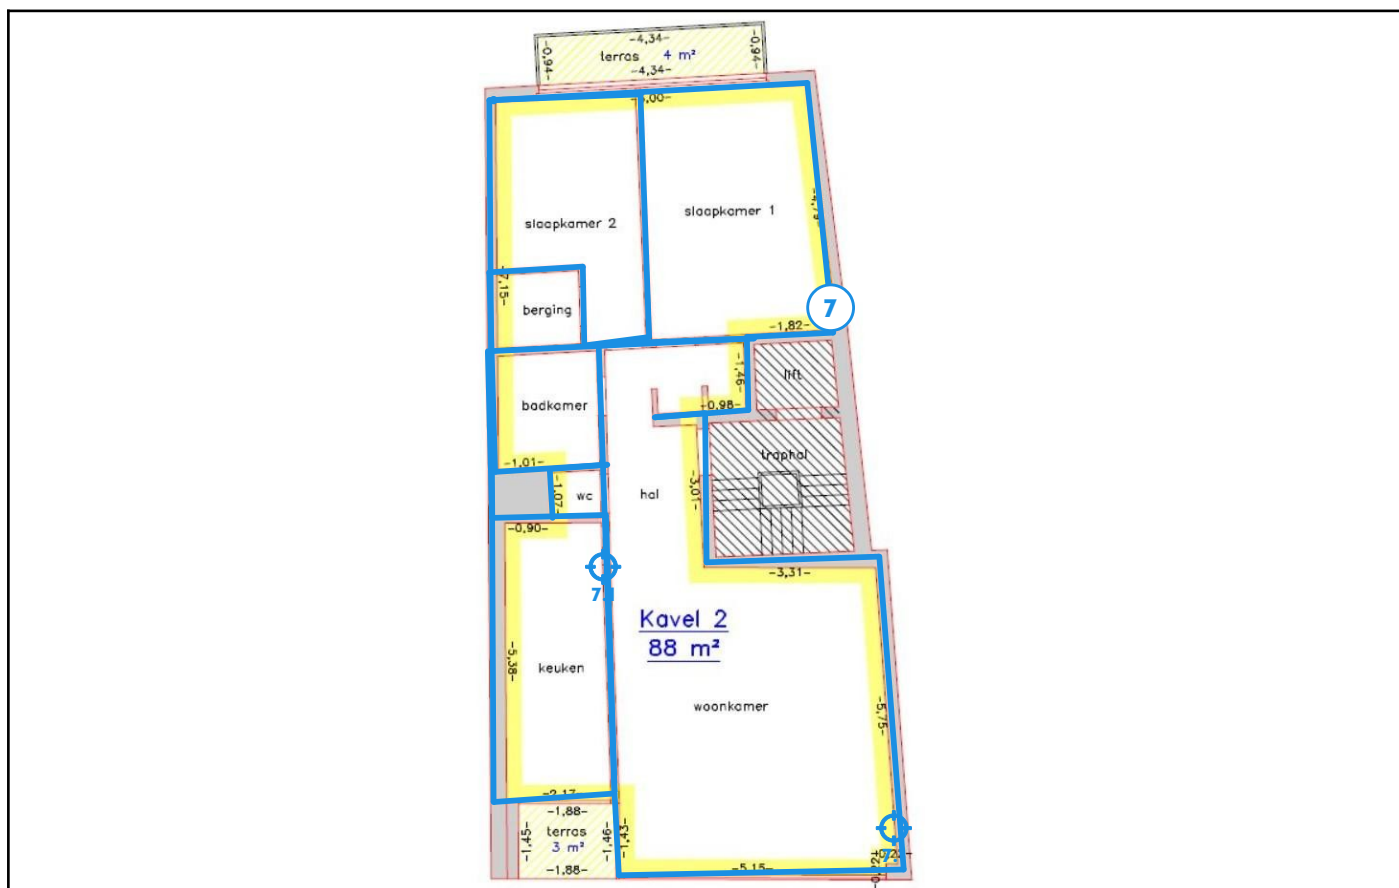 -4,34-
-0,94-
terras 4 m²
-0,94-
-4,34-
slaapkamer 1
slaapkamer 2
-4,79-
-7,15-
berging
7
-1,82-
-1,46-
lift
badkamer
-0,98-
-1,01-
traphal
-1,07-
wc
hal
-3,01-
-0,90-
-3,31-
Kavel 2
88 m²
-5,38-
keuken
woonkamer
-5,75-
-2,17-
-1,88-
-1,45-
terras
3 m²
-1,46-
-1,43-
-1,88-
-5,15-